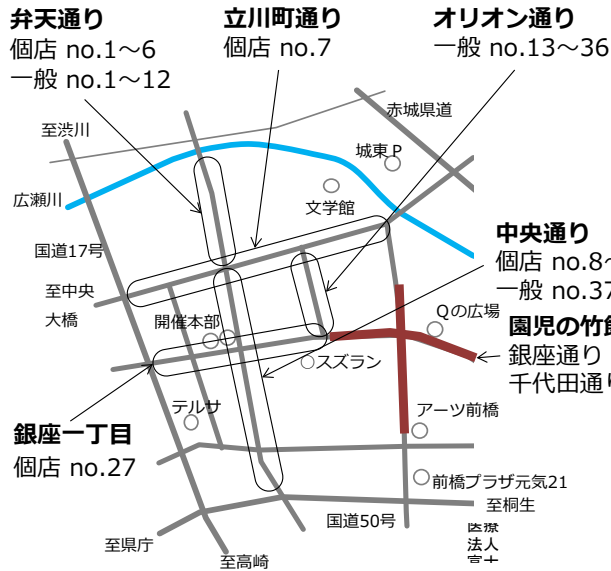 弁天通り
個店 no.1～6
一般 no.1～12
立川町通り
個店 no.7
オリオン通り
一般 no.13～36
至渋川
赤城県道
城東Ｐ
広瀬川
文学館
国道17号
中央通り
個店 no.8～
一般 no.37
至中央
大橋
開催本部
Qの広場
園児の竹飾
スズラン
銀座通り
千代田通り
テルサ
アーツ前橋
銀座一丁目
個店 no.27
前橋プラザ元気21
至桐生
国道50号
医療
法人
至県庁
至高崎